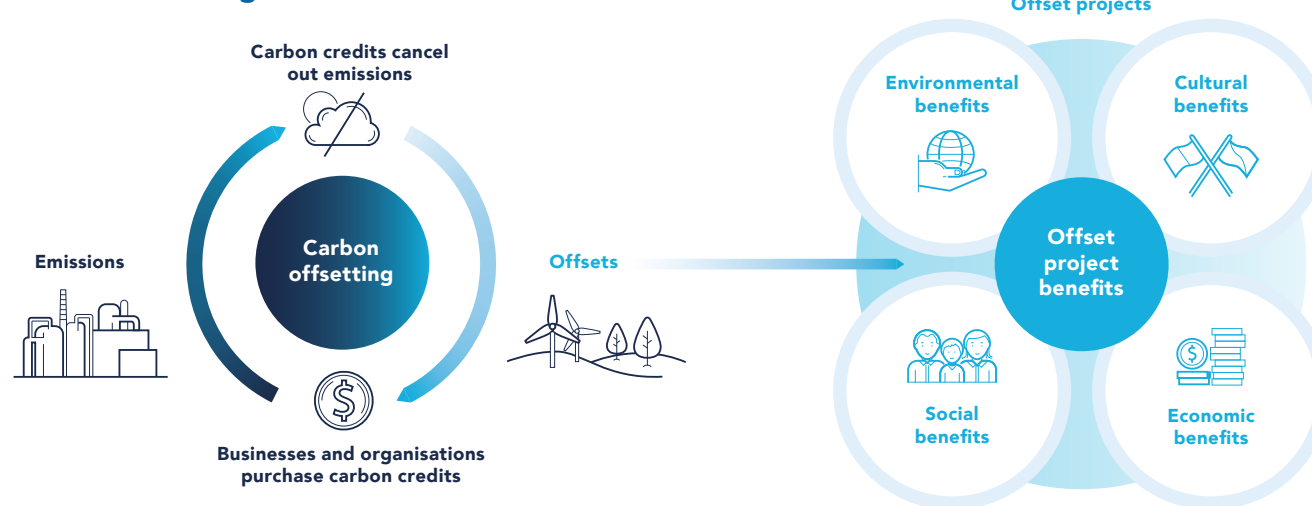 Offset projects
Carbon credits cancel
out emissions
Emissions
Carbon
offsetting
Businesses and organisations
purchase carbon credits
Offsets
Environmental
benefits
Cultural
benefits
Offset
project
benefits
Social
benefits
Economic
benefits